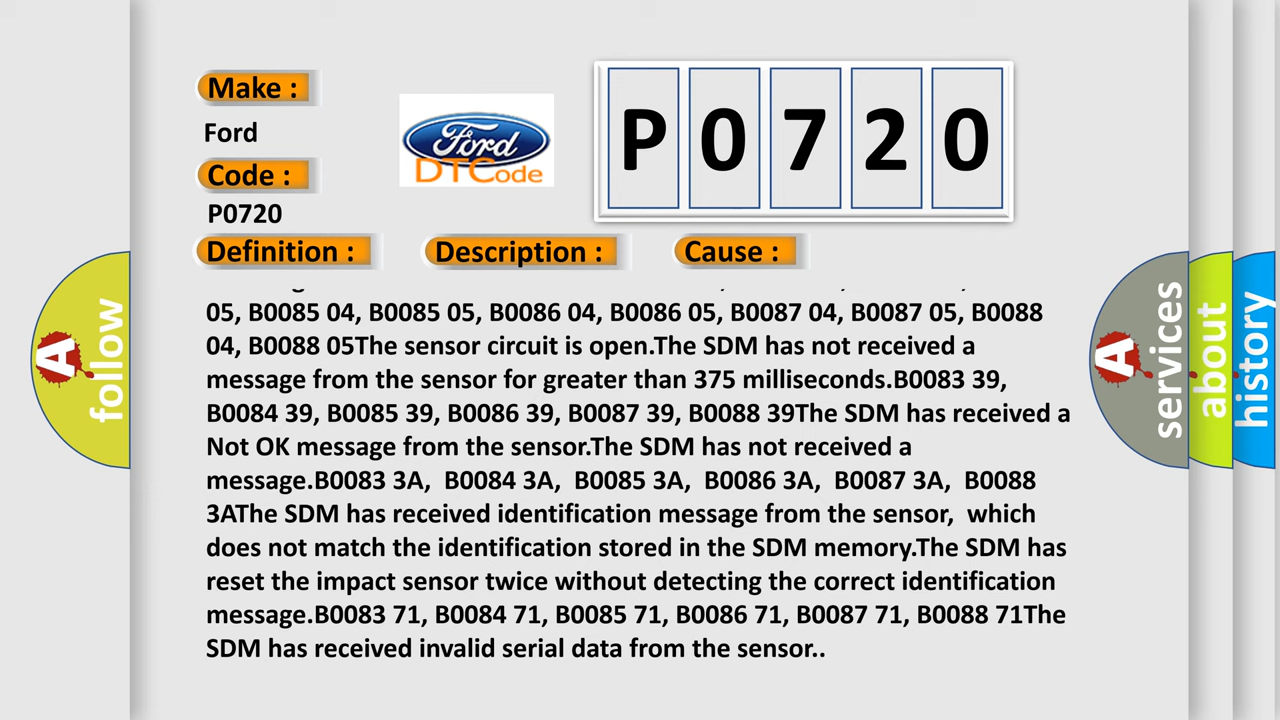 Make :
Ford
Code :
P0720
Ford
DTCode
P0720
Definition :
Description :
Cause :
05, B0085 04, B0085 05, B0086 04, B0086 05, B0087 04, B0087 05, B0088
04, B0088 05The sensor circuit is open.The SDM has not received a
message from the sensor for greater than 375 milliseconds.B0083 39,
B0084 39, B0085 39, B0086 39, B0087 39, B0088 39The SDM has received a
Not OK message from the sensor.The SDM has not received a
message.B0083 3A,  B0084 3A,  B0085 3A,  B0086 3A,  B0087 3A,  B0088
3AThe SDM has received identification message from the sensor,  which
does not match the identification stored in the SDM memory.The SDM has
reset the impact sensor twice without detecting the correct identification
message.B0083 71, B0084 71, B0085 71, B0086 71, B0087 71, B0088 71The
SDM has received invalid serial data from the sensor..
A
follow
A
services
about
history